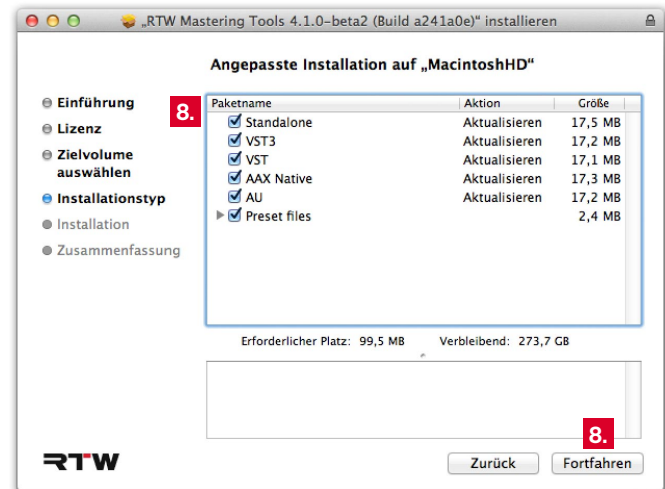 „RTW Mastering Tools 4.1.0-beta2 (Build a241a0e)“ installieren
Angepasste Installation auf „MacintoshHD“
Einführung
Lizenz
Zielvolume
auswählen
Installationstyp
Installation
Zusammenfassung
8.
Paketname Aktion Größe
Standalone Aktualisieren 17,5 MB
VST3 Aktualisieren 17,2 MB
VST Aktualisieren 17,1 MB
AAX Native Aktualisieren 17,3 MB
AU Aktualisieren 17,2 MB
Preset files 2,4 MB
Erforderlicher Platz: 99,5 MB Verbleibend: 273,7 GB
8.
RTW
Zurück Fortfahren